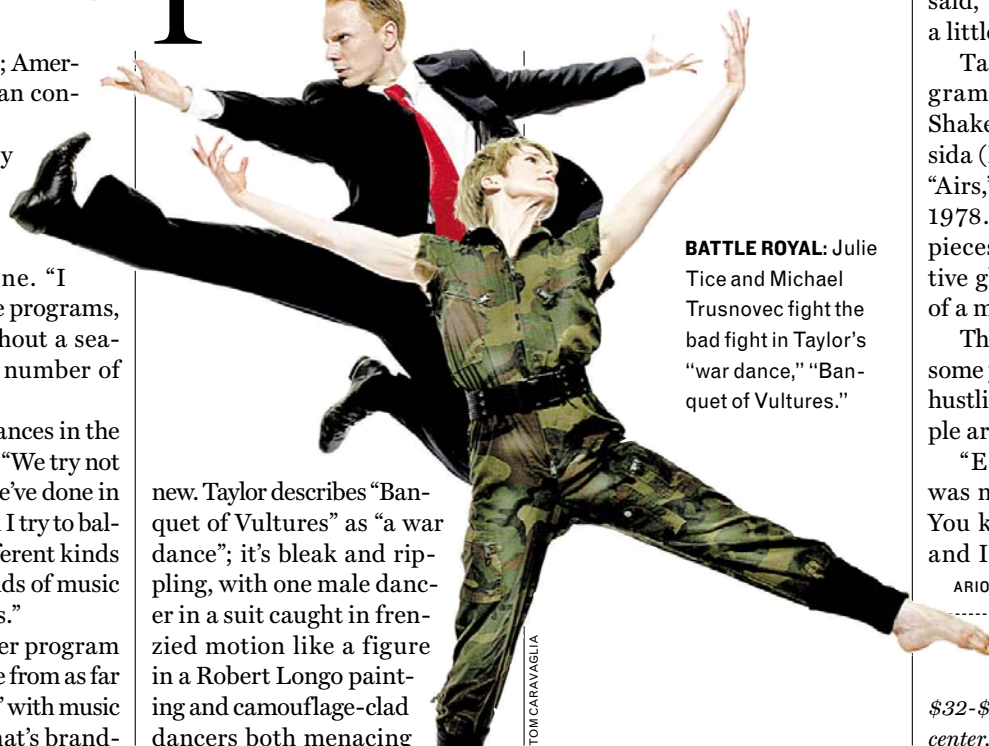 ; Amer-
an con-
y
ne. “I
e programs,
hout a sea-
number of
ances in the
“We try not
e’ve done in
I try to bal-
ferent kinds
ds of music
s.”
er program
e from as far
’ with music
hat’s brand-
new. Taylor describes “Ban-
quet of Vultures” as “a war
dance”; it’s bleak and rip-
pling, with one male danc-
er in a suit caught in fren-
zied motion like a figure
in a Robert Longo paint-
ing and camouflage-clad
dancers both menacing
TOM CARAVAGLIA
BATTLE ROYAL: Julie
Tice and Michael
Trusnovec fight the
bad fight in Taylor’s
“war dance,” “Ban-
quet of Vultures.”
said,
a little
Ta
gram
Shake
sida (
“Airs,”
1978.
pieces
tive g
of a m
Th
some
hustli
ple ar
“E
was n
You k
and I
ARIO
$32-$
center.